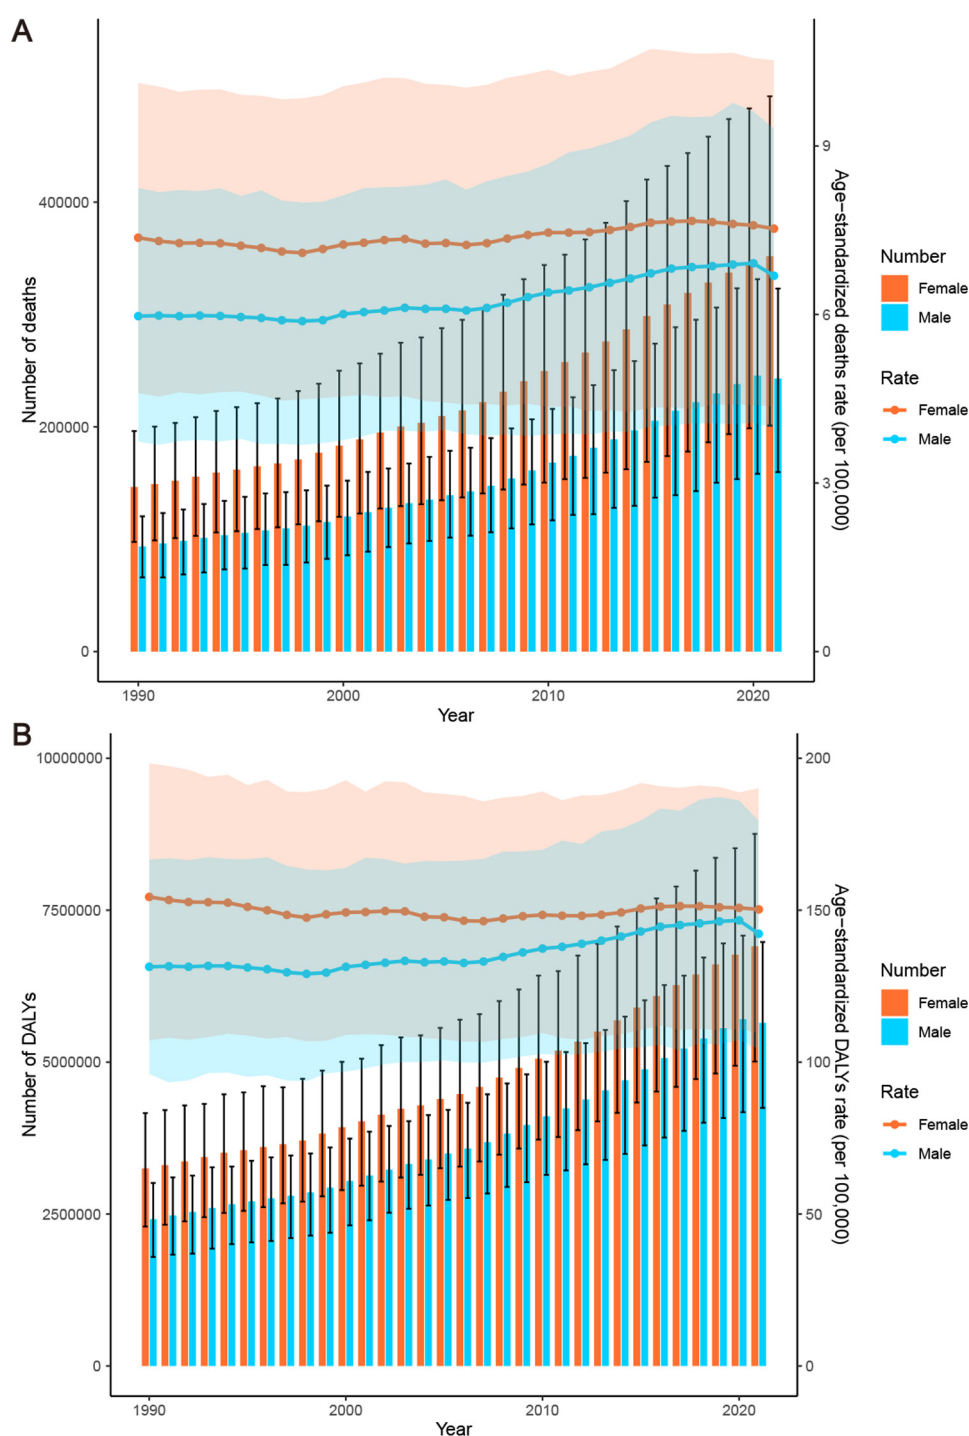 A
Number of deaths
400000
200000
0
9
6
3
0
Age−standardized deaths rate (per 100,000)
1990
2000
2010
2020
Year
Number
Female
Male
Rate
Female
Male
B
Number of DALYs
10000000
7500000
5000000
2500000
0
200
150
100
50
0
Age−standardized DALYs rate (per 100,000)
1990
2000
2010
2020
Year
Number
Female
Male
Rate
Female
Male